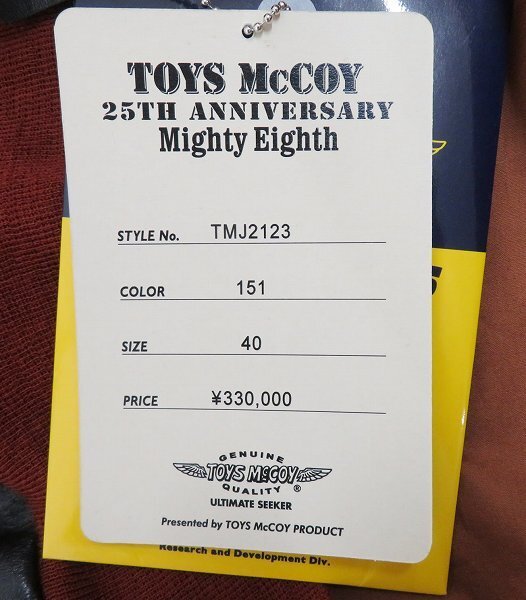 TOYS McCOY
25TH ANNIVERSARY
Mighty Eighth
STYLE No. TMJ2123
COLOR 151
SIZE 40
PRICE ¥330,000
GENUINE
TOYS McCOY
QUALITY ®
ULTIMATE SEEKER
Presented by TOYS McCOY PRODUCT
Research and Development Div.